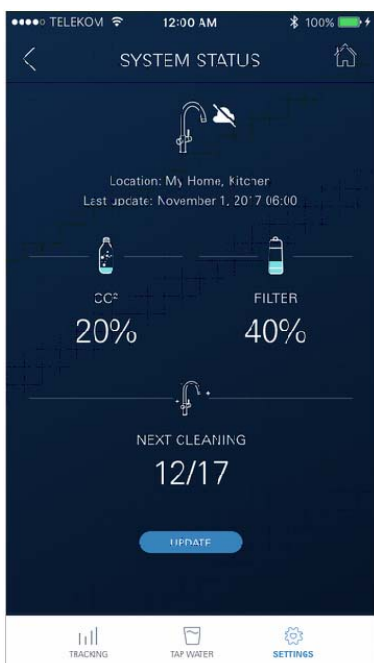 TELEKOM 12:00 AM 100%
SYSTEM STATUS
Location: My Home, Kitchen
Last update: November 1, 2017 06:00
CO²
FILTER
20%
40%
NEXT CLEANING
12/17
UPDATE
TRACKING
TAP WATER
SETTINGS